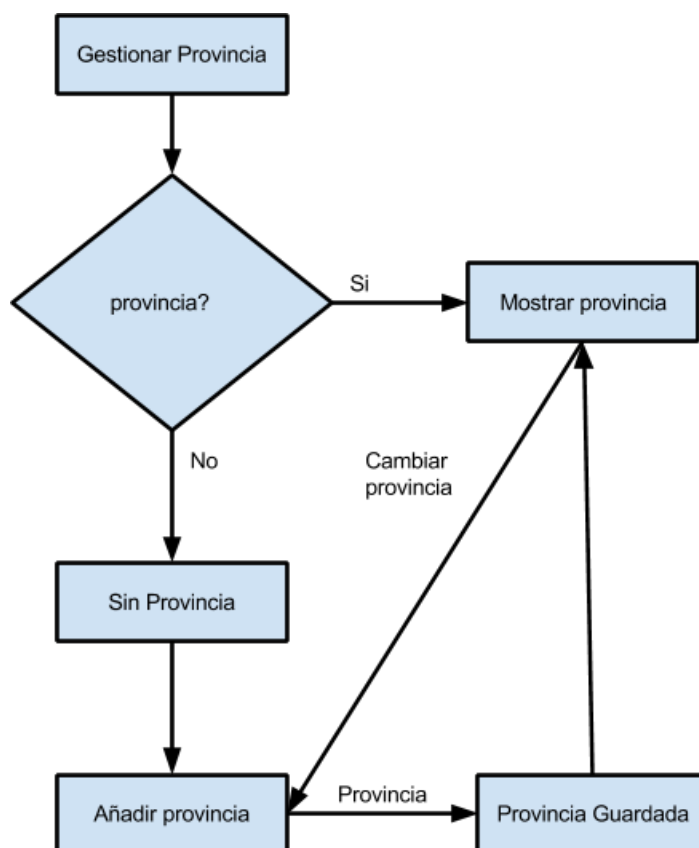 Gestionar Provincia
provincia?
Si
Mostrar provincia
No
Cambiar
provincia
Sin Provincia
Añadir provincia
Provincia
Provincia Guardada